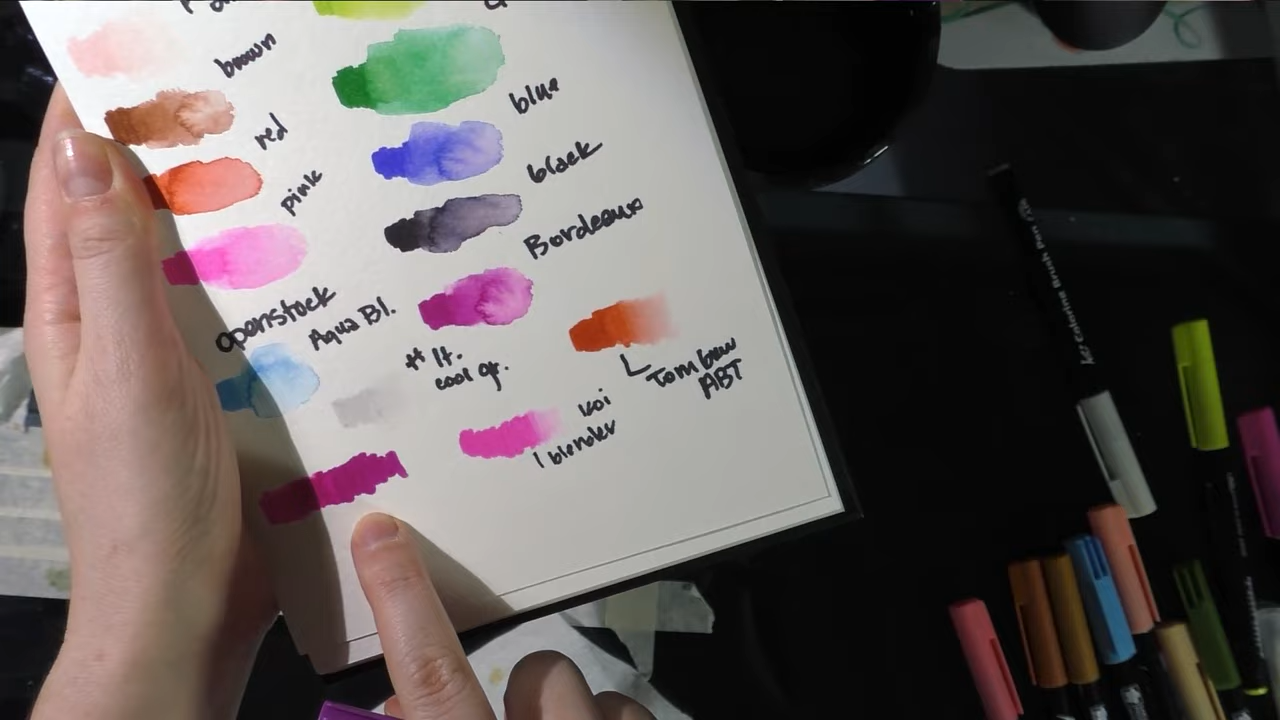 brown
red
pink
blue
black
Bordeaux
openstock
Aqua Bl.
# lt.
cool gr.
Koi
blender
Tombow
ABT
Koi Coloring Brush Pen